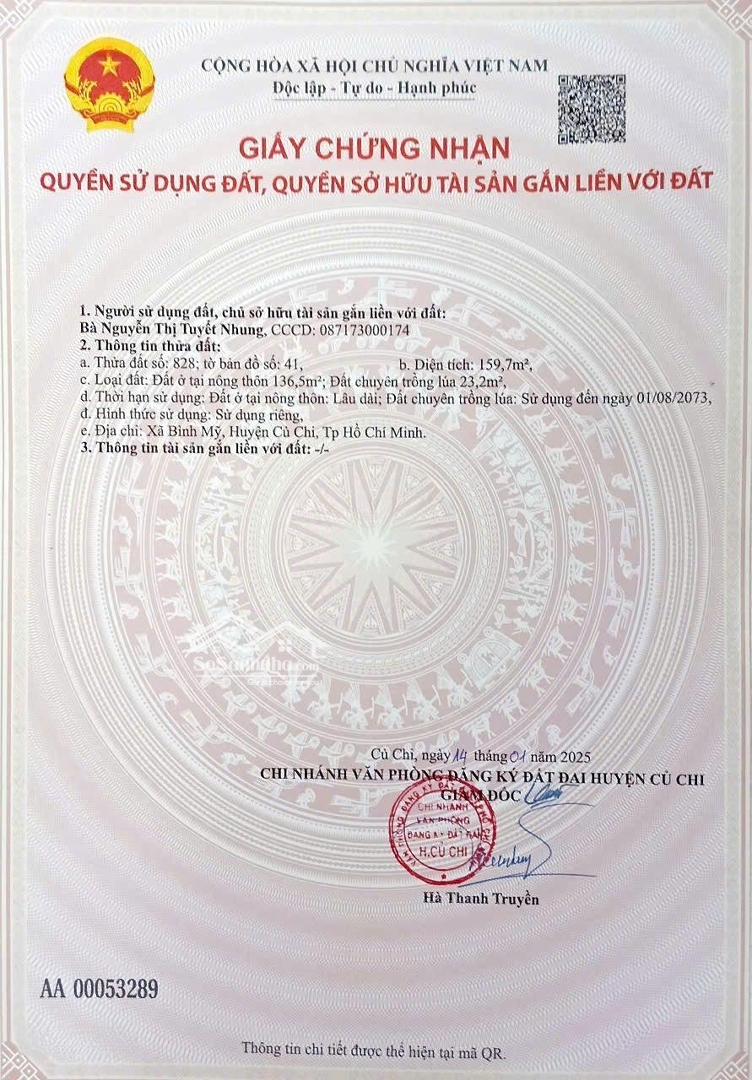 CỘNG HÒA XÃ HỘI CHỦ NGHĨA VIỆT NAM
Độc lập - Tự do - Hạnh phúc
GIẤY CHỨNG NHẬN
QUYỀN SỬ DỤNG ĐẤT, QUYỀN SỞ HỮU TÀI SẢN GẮN LIỀN VỚI ĐẤT
1. Người sử dụng đất, chủ sở hữu tài sản gắn liền với đất:
Bà Nguyễn Thị Tuyết Nhung, CCCD: 087173000174
2. Thông tin thửa đất:
a. Thửa đất số: 828; tờ bản đồ số: 41, b. Diện tích: 159,7m²,
c. Loại đất: Đất ở tại nông thôn 136,5m²; Đất chuyên trồng lúa 23,2m²,
d. Thời hạn sử dụng: Đất ở tại nông thôn: Lâu dài; Đất chuyên trồng lúa: Sử dụng đến ngày 01/08/2073,
đ. Hình thức sử dụng: Sử dụng riêng,
e. Địa chỉ: Xã Bình Mỹ, Huyện Củ Chi, Tp Hồ Chí Minh.
3. Thông tin tài sản gắn liền với đất: -/-
SoSanhNha.com
Củ Chi, ngày 14 tháng 01 năm 2025
CHI NHÁNH VĂN PHÒNG ĐĂNG KÝ ĐẤT ĐAI HUYỆN CỦ CHI
GIÁM ĐỐC
CHI NHÁNH
VĂN PHÒNG
ĐĂNG KÝ ĐẤT ĐAI
H.CỦ CHI
Hà Thanh Truyền
AA 00053289
Thông tin chi tiết được thể hiện tại mã QR.